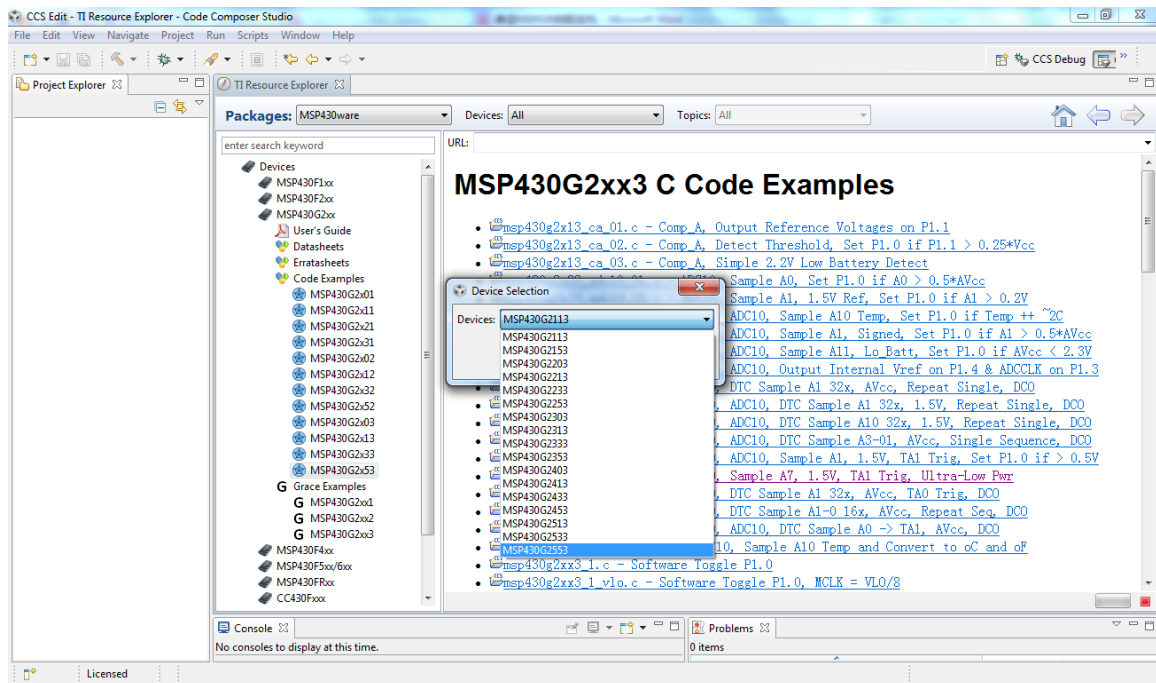 CCS Edit - TI Resource Explorer - Code Composer Studio
File Edit View Navigate Project Run Scripts Window Help
CCS Debug
Project Explorer
TI Resource Explorer
Packages: MSP430ware Devices: All Topics: All
enter search keyword
URL:
Devices
MSP430F1xx
MSP430F2xx
MSP430G2xx
User's Guide
Datasheets
Erratasheets
Code Examples
MSP430G2x01
MSP430G2x11
MSP430G2x21
MSP430G2x31
MSP430G2x02
MSP430G2x12
MSP430G2x32
MSP430G2x52
MSP430G2x03
MSP430G2x13
MSP430G2x33
MSP430G2x53
G Grace Examples
G MSP430G2xx1
G MSP430G2xx2
G MSP430G2xx3
MSP430F4xx
MSP430F5xx/6xx
MSP430FRxx
CC430Fxxx
MSP430G2xx3 C Code Examples
msp430g2x13_ca_01.c - Comp_A, Output Reference Voltages on P1.1
msp430g2x13_ca_02.c - Comp_A, Detect Threshold, Set P1.0 if P1.1 > 0.25*Vcc
msp430g2x13_ca_03.c - Comp_A, Simple 2.2V Low Battery Detect
Sample A0, Set P1.0 if A0 > 0.5*AVcc
Sample A1, 1.5V Ref, Set P1.0 if A1 > 0.2V
ADC10, Sample A10 Temp, Set P1.0 if Temp ++ ~2C
ADC10, Sample A1, Signed, Set P1.0 if A1 > 0.5*AVcc
ADC10, Sample A11, Lo_Batt, Set P1.0 if AVcc < 2.3V
ADC10, Output Internal Vref on P1.4 & ADCCLK on P1.3
DTC Sample A1 32x, AVcc, Repeat Single, DCO
, ADC10, DTC Sample A1 32x, 1.5V, Repeat Single, DCO
, ADC10, DTC Sample A10 32x, 1.5V, Repeat Single, DCO
, ADC10, DTC Sample A3-01, AVcc, Single Sequence, DCO
, ADC10, Sample A1, 1.5V, TA1 Trig, Set P1.0 if > 0.5V
, Sample A7, 1.5V, TA1 Trig, Ultra-Low Pwr
, DTC Sample A1 32x, AVcc, TA0 Trig, DCO
, DTC Sample A1-0 16x, AVcc, Repeat Seq, DCO
, ADC10, DTC Sample A0 -> TA1, AVcc, DCO
10, Sample A10 Temp and Convert to oC and oF
msp430g2xx3_1.c - Software Toggle P1.0
msp430g2xx3_1_vlo.c - Software Toggle P1.0, MCLK = VLO/8
Device Selection
Devices: MSP430G2113
MSP430G2113
MSP430G2153
MSP430G2203
MSP430G2213
MSP430G2233
MSP430G2253
MSP430G2303
MSP430G2313
MSP430G2333
MSP430G2353
MSP430G2403
MSP430G2413
MSP430G2433
MSP430G2453
MSP430G2513
MSP430G2533
MSP430G2553
Console
No consoles to display at this time.
Problems
0 items
Licensed